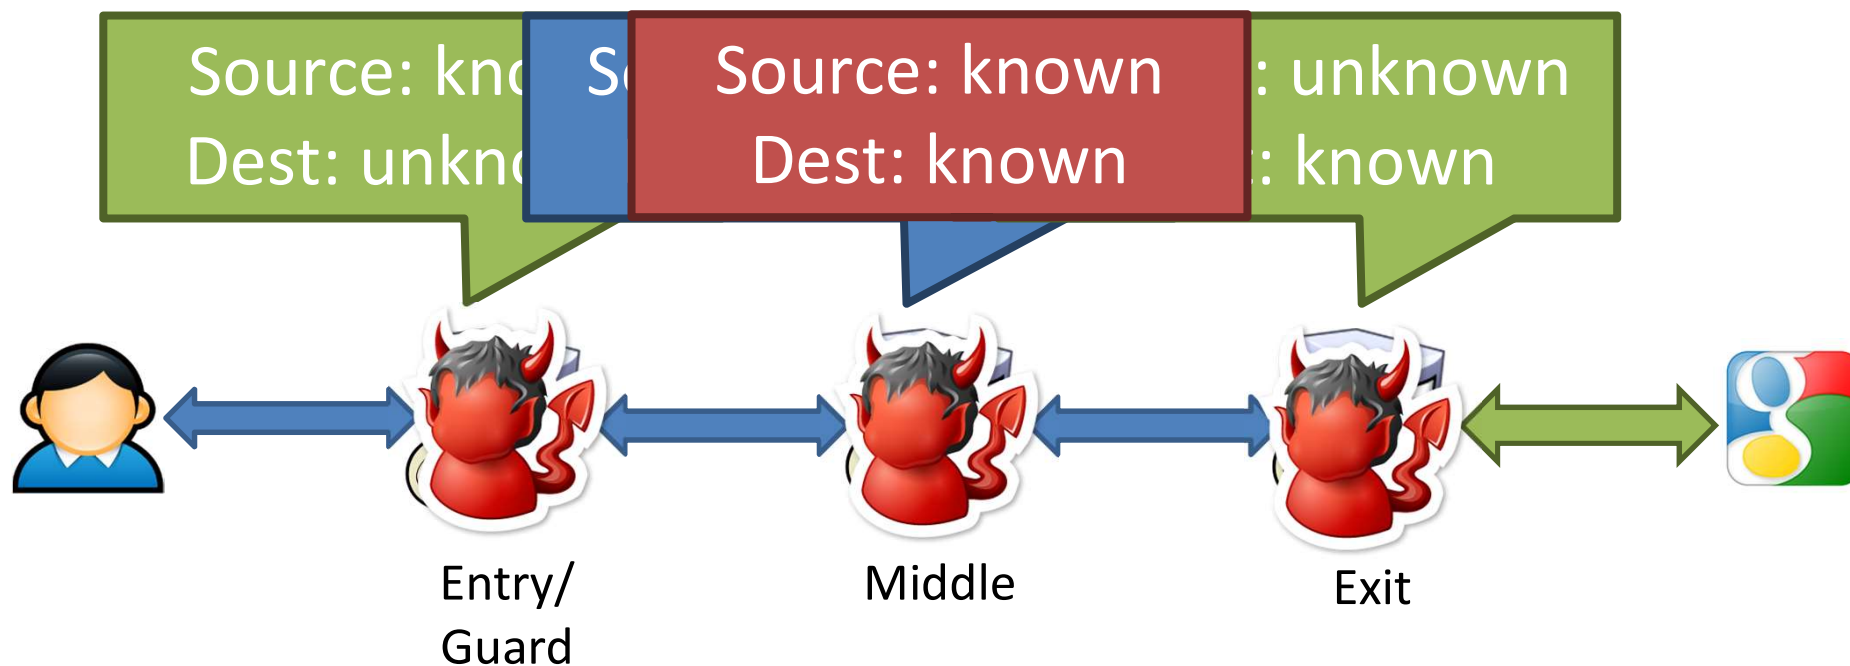 Source: kno
Dest: unkno
S
Source: known
Dest: known
: unknown
: known
Entry/
Guard
Middle
Exit